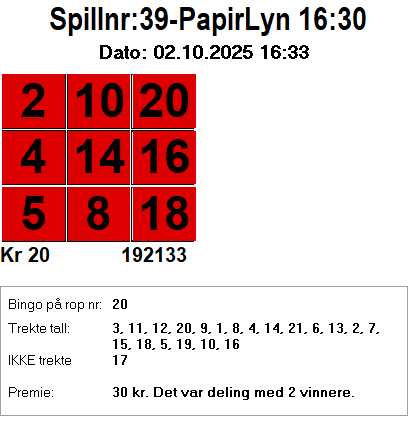 Spillnr:39-PapirLyn 16:30
Dato: 02.10.2025 16:33
2 10 20
4 14 16
5 8 18
Kr 20 192133
Bingo på rop nr: 20
Trekte tall: 3, 11, 12, 20, 9, 1, 8, 4, 14, 21, 6, 13, 2, 7,
15, 18, 5, 19, 10, 16
IKKE trekte 17
Premie: 30 kr. Det var deling med 2 vinnere.